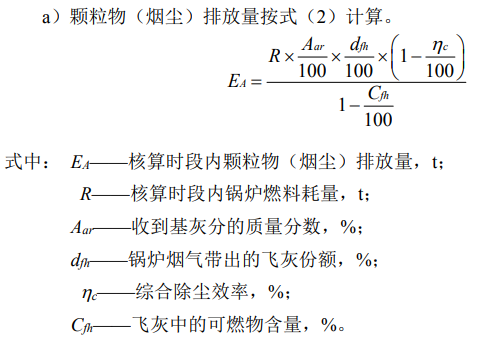 a）颗粒物（烟尘）排放量按式（2）计算。
E_A = \frac{R \times \frac{A_{ar}}{100} \times \frac{d_{fh}}{100} \times \left(1 - \frac{\eta_c}{100}\right)}{1 - \frac{C_{fh}}{100}}
式中： E_A——核算时段内颗粒物（烟尘）排放量，t；
R——核算时段内锅炉燃料耗量，t；
A_{ar}——收到基灰分的质量分数，%；
d_{fh}——锅炉烟气带出的飞灰份额，%；
η_c——综合除尘效率，%；
C_{fh}——飞灰中的可燃物含量，%。